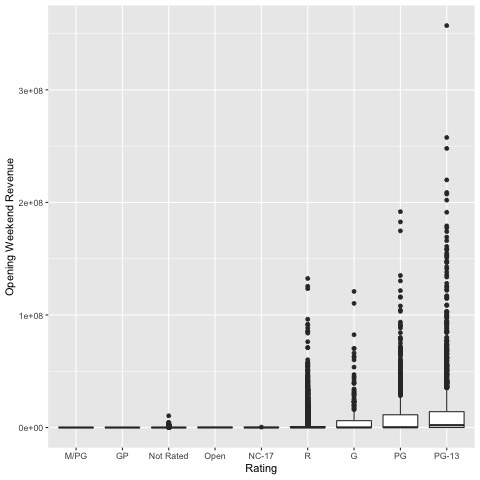 Opening Weekend Revenue
3e+08
2e+08
1e+08
0e+00
M/PG GP Not Rated Open NC-17 R G PG PG-13
Rating